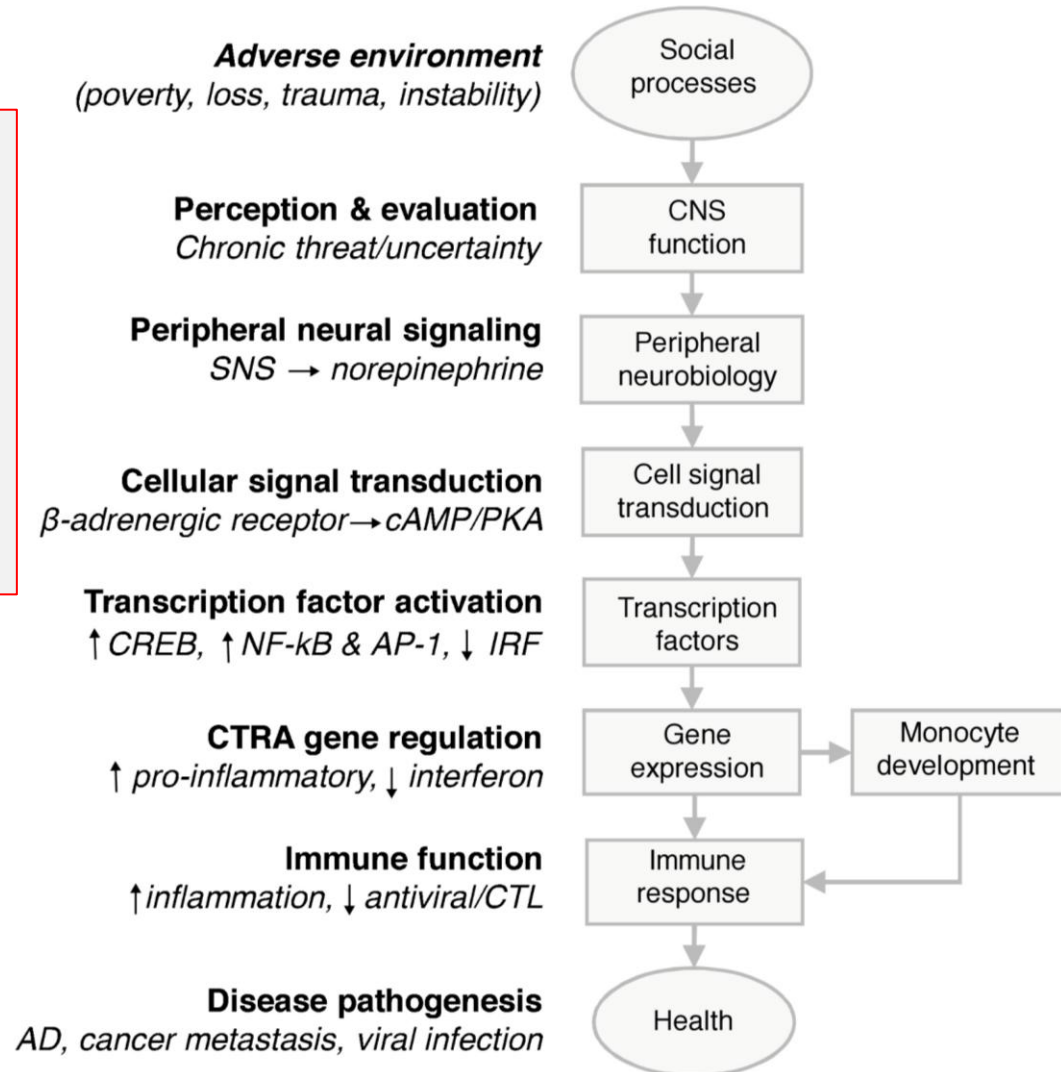 Adverse environment
(poverty, loss, trauma, instability)
Social
processes
Perception & evaluation
Chronic threat/uncertainty
CNS
function
Peripheral neural signaling
SNS → norepinephrine
Peripheral
neurobiology
Cellular signal transduction
β-adrenergic receptor→cAMP/PKA
Cell signal
transduction
Transcription factor activation
↑CREB, ↑NF-kB & AP-1, ↓ IRF
Transcription
factors
CTRA gene regulation
↑ pro-inflammatory, ↓ interferon
Gene
expression
Monocyte
development
Immune function
↑inflammation, ↓ antiviral/CTL
Immune
response
Disease pathogenesis
AD, cancer metastasis, viral infection
Health